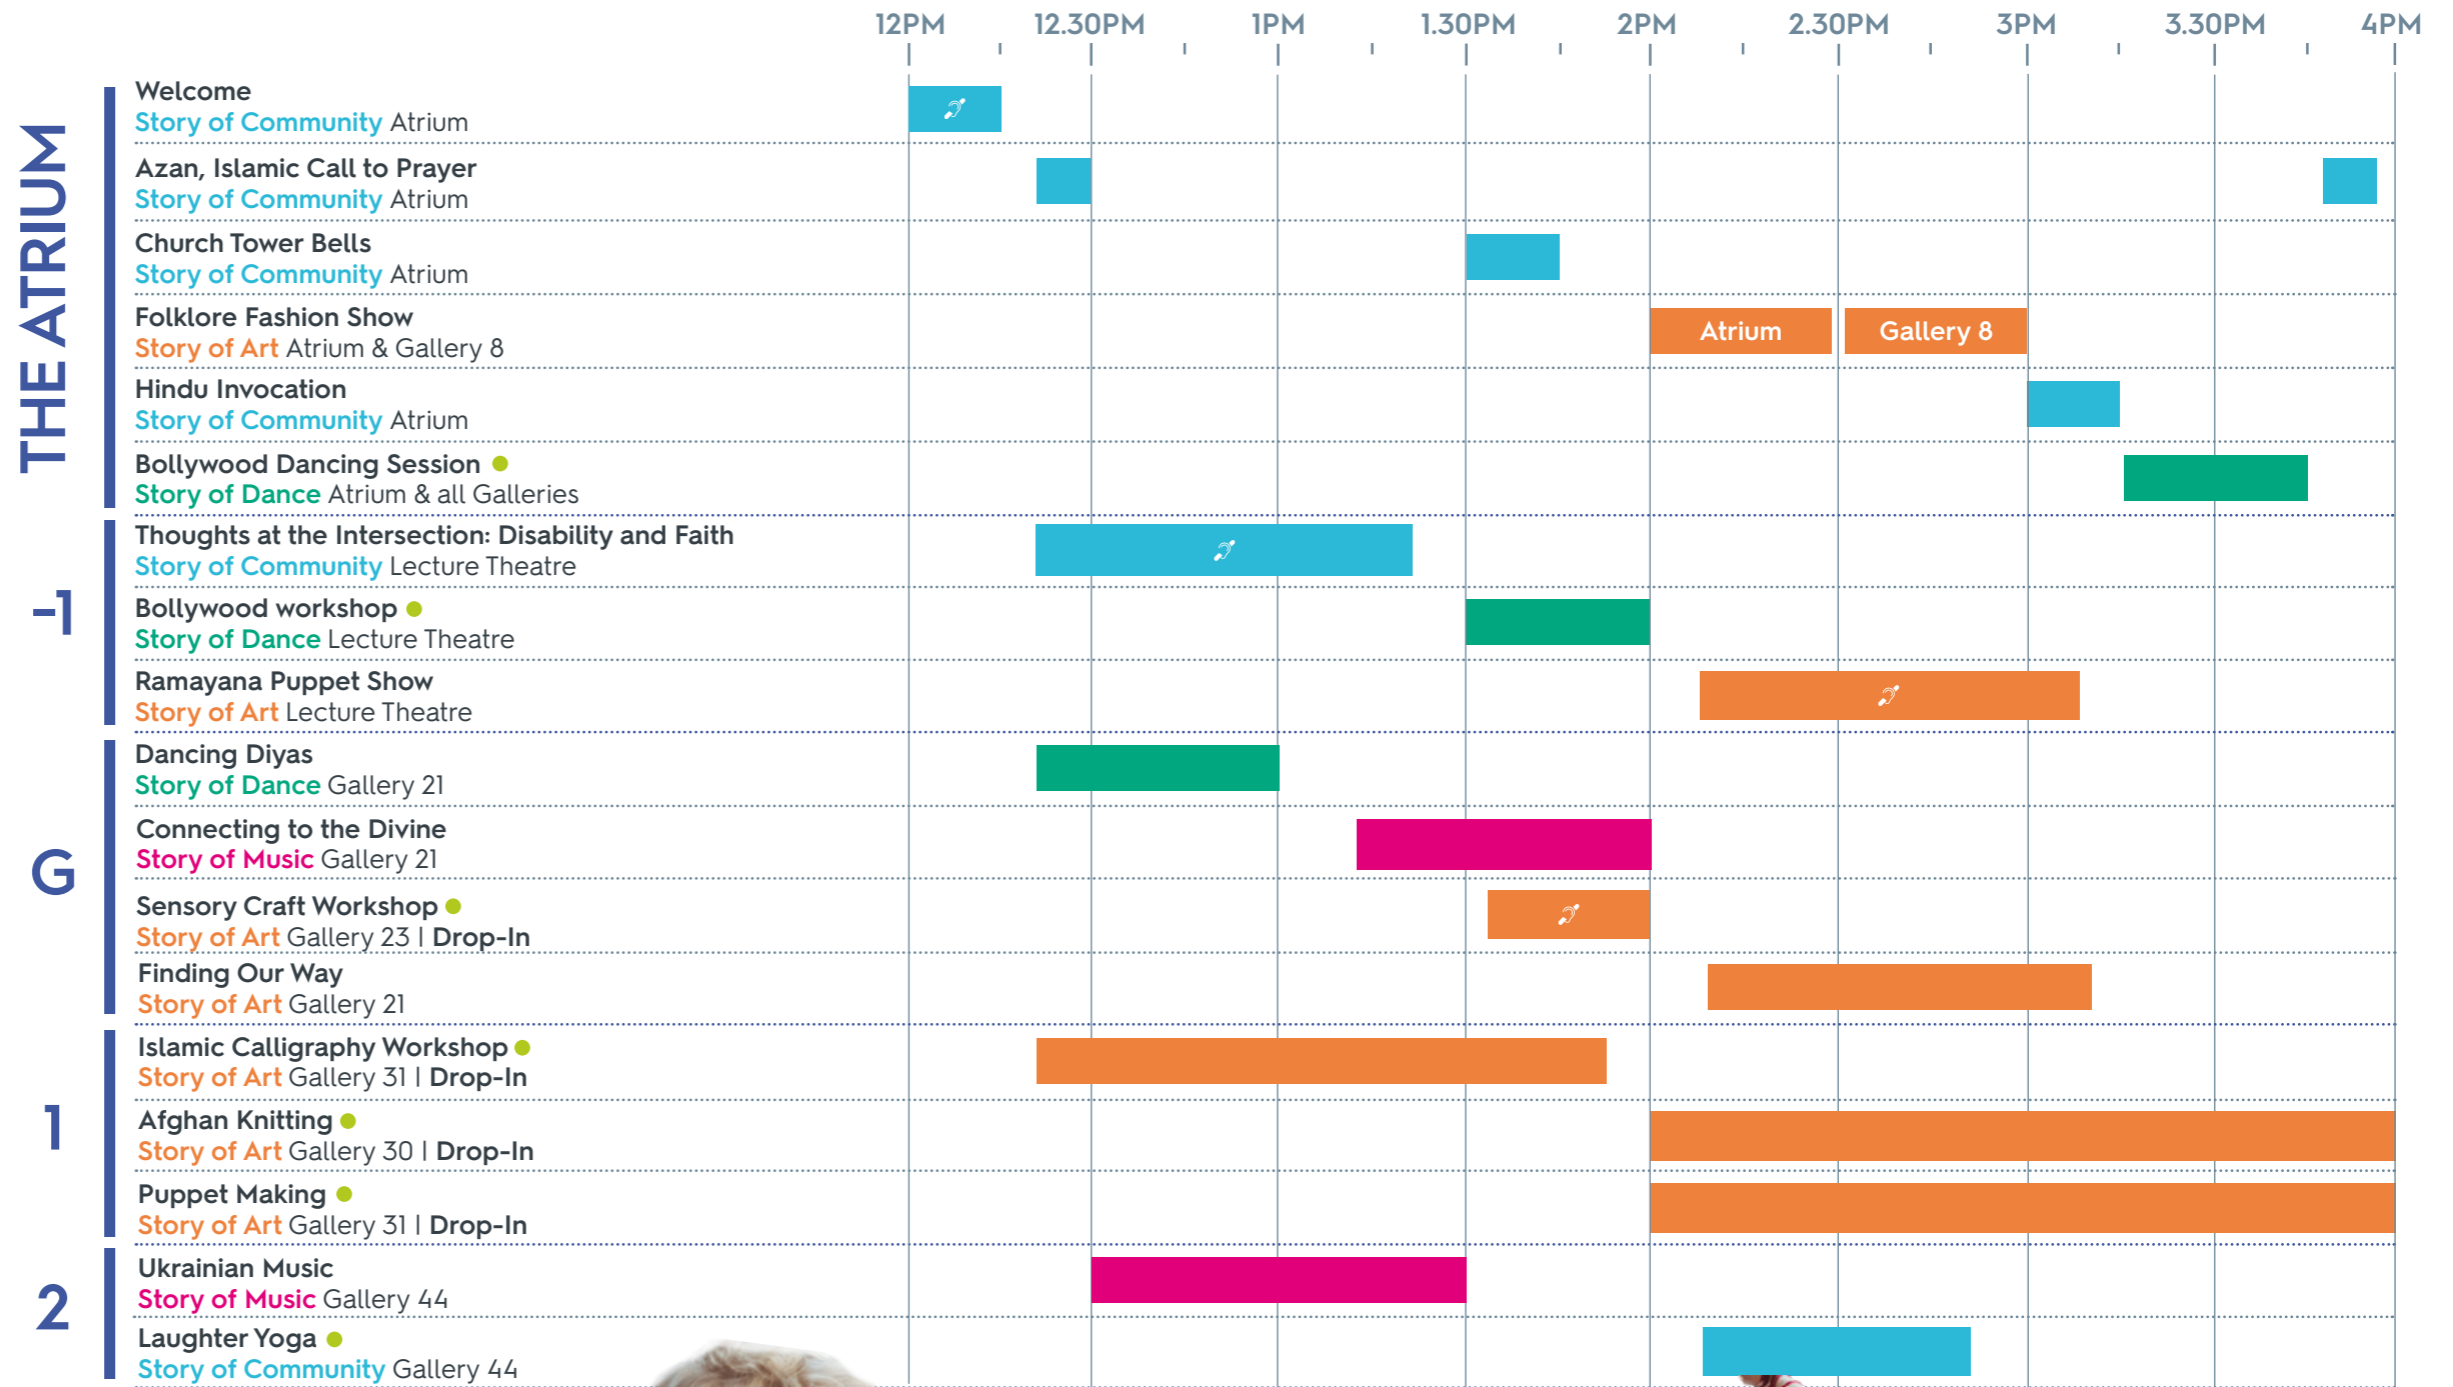 12PM 12.30PM 1PM 1.30PM 2PM 2.30PM 3PM 3.30PM 4PM
THE ATRIUM
Welcome
Story of Community Atrium
Azan, Islamic Call to Prayer
Story of Community Atrium
Church Tower Bells
Story of Community Atrium
Folklore Fashion Show
Story of Art Atrium & Gallery 8
Atrium Gallery 8
Hindu Invocation
Story of Community Atrium
Bollywood Dancing Session
Story of Dance Atrium & all Galleries
-1
Thoughts at the Intersection: Disability and Faith
Story of Community Lecture Theatre
Bollywood workshop
Story of Dance Lecture Theatre
Ramayana Puppet Show
Story of Art Lecture Theatre
G
Dancing Diyas
Story of Dance Gallery 21
Connecting to the Divine
Story of Music Gallery 21
Sensory Craft Workshop
Story of Art Gallery 23 | Drop-In
Finding Our Way
Story of Art Gallery 21
1
Islamic Calligraphy Workshop
Story of Art Gallery 31 | Drop-In
Afghan Knitting
Story of Art Gallery 30 | Drop-In
Puppet Making
Story of Art Gallery 31 | Drop-In
2
Ukrainian Music
Story of Music Gallery 44
Laughter Yoga
Story of Community Gallery 44